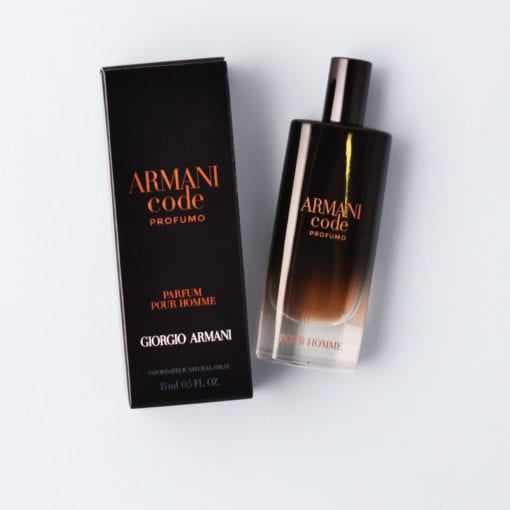 ARMANI
code
PROFUMO
PARFUM
POUR HOMME
GIORGIO ARMANI
VAPORISATEUR NATURAL SPRAY
15 ml 0.5 FL. OZ.
ARMANI
code
PROFUMO
POUR HOMME